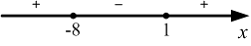 + − +
-8 1 x